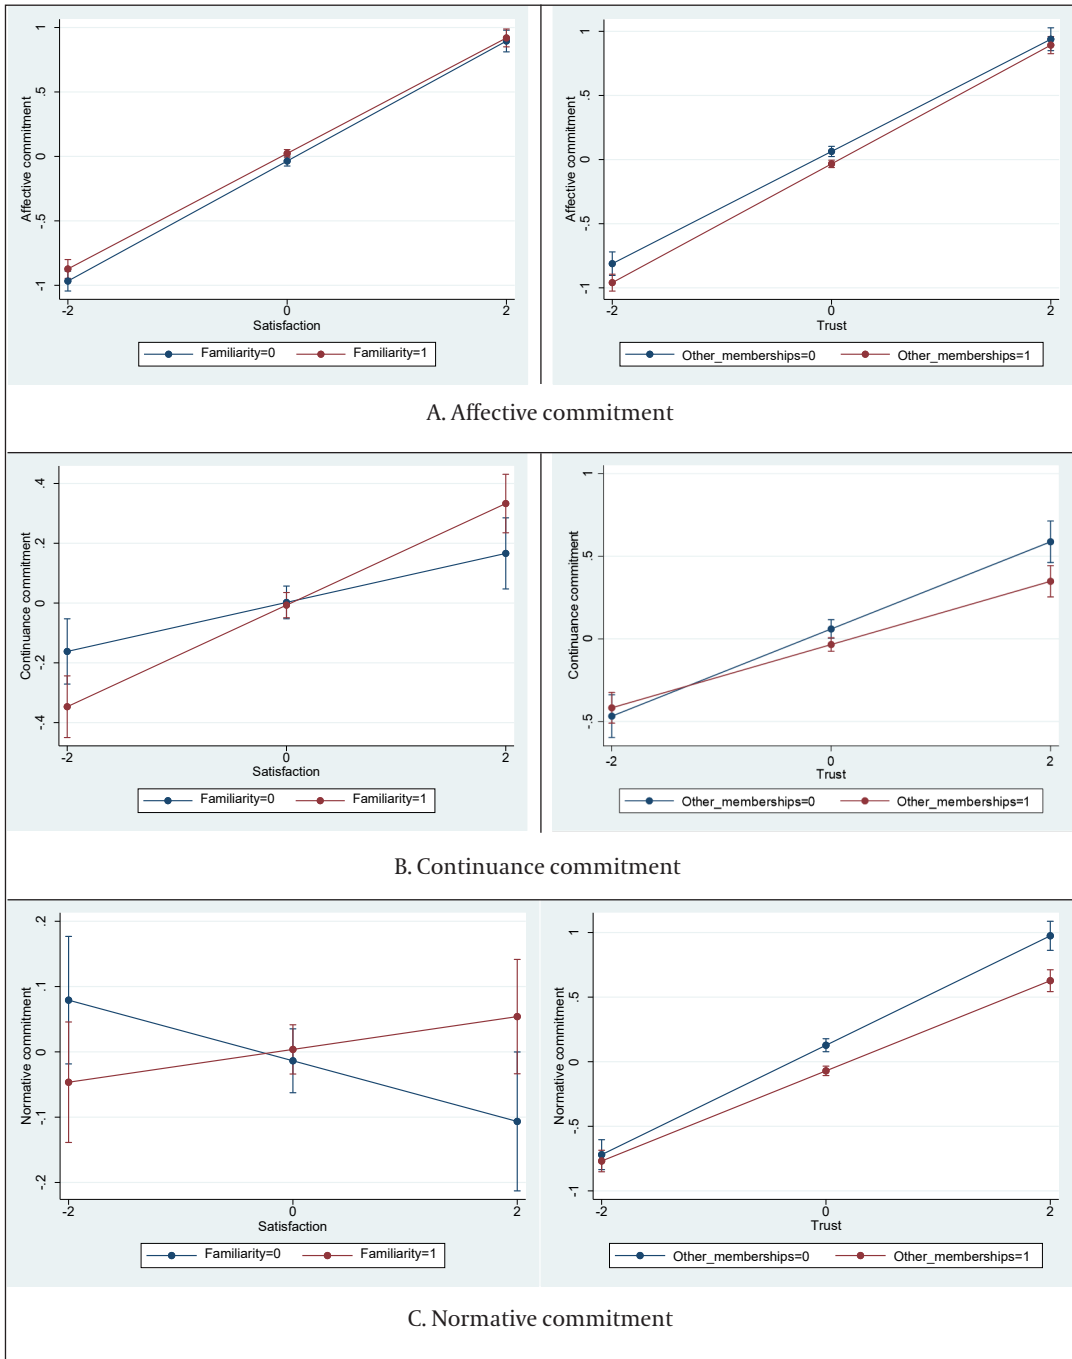 Affective commitment
1
.5
0
-.5
-1
-2 0 2
Satisfaction
Familiarity=0 Familiarity=1
Affective commitment
1
.5
0
-.5
-1
-2 0 2
Trust
Other_memberships=0 Other_memberships=1
A. Affective commitment
Continuance commitment
.4
.2
0
-.2
-.4
-2 0 2
Satisfaction
Familiarity=0 Familiarity=1
Continuance commitment
1
.5
0
-.5
-2 0 2
Trust
Other_memberships=0 Other_memberships=1
B. Continuance commitment
Normative commitment
.2
.1
0
-.1
-.2
-2 0 2
Satisfaction
Familiarity=0 Familiarity=1
Normative commitment
1
.5
0
-.5
-1
-2 0 2
Trust
Other_memberships=0 Other_memberships=1
C. Normative commitment